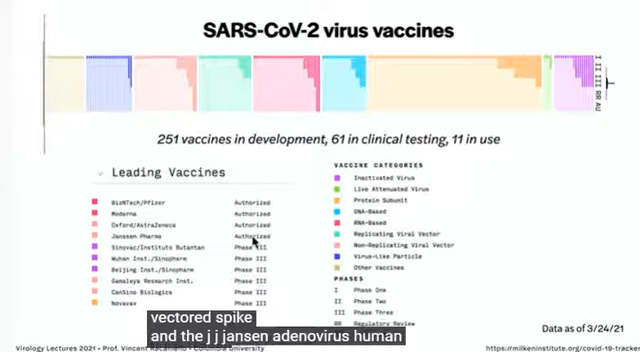 SARS-CoV-2 virus vaccines
I II III RR AU
251 vaccines in development, 61 in clinical testing, 11 in use
Leading Vaccines
BioNTech/Pfizer Authorized
Moderna Authorized
Oxford/AstraZeneca Authorized
Janssen Pharma Authorized
Sinovac/Instituto Butantan Phase III
Wuhan Inst./Sinopharm Phase III
Beijing Inst./Sinopharm Phase III
Gamaleya Research Inst. Phase III
CanSino Biologics Phase III
Novavax Phase III
VACCINE CATEGORIES
Inactivated Virus
Live Attenuated Virus
Protein Subunit
DNA-Based
RNA-Based
Replicating Viral Vector
Non-Replicating Viral Vector
Virus-Like Particle
Other Vaccines
PHASES
I Phase One
II Phase Two
III Phase Three
RR Regulatory Review
Data as of 3/24/21
vectored spike
and the j j jansen adenovirus human
Virology Lectures 2021 • Prof. Vincent Racaniello • Columbia University
https://milkeninstitute.org/covid-19-tracker